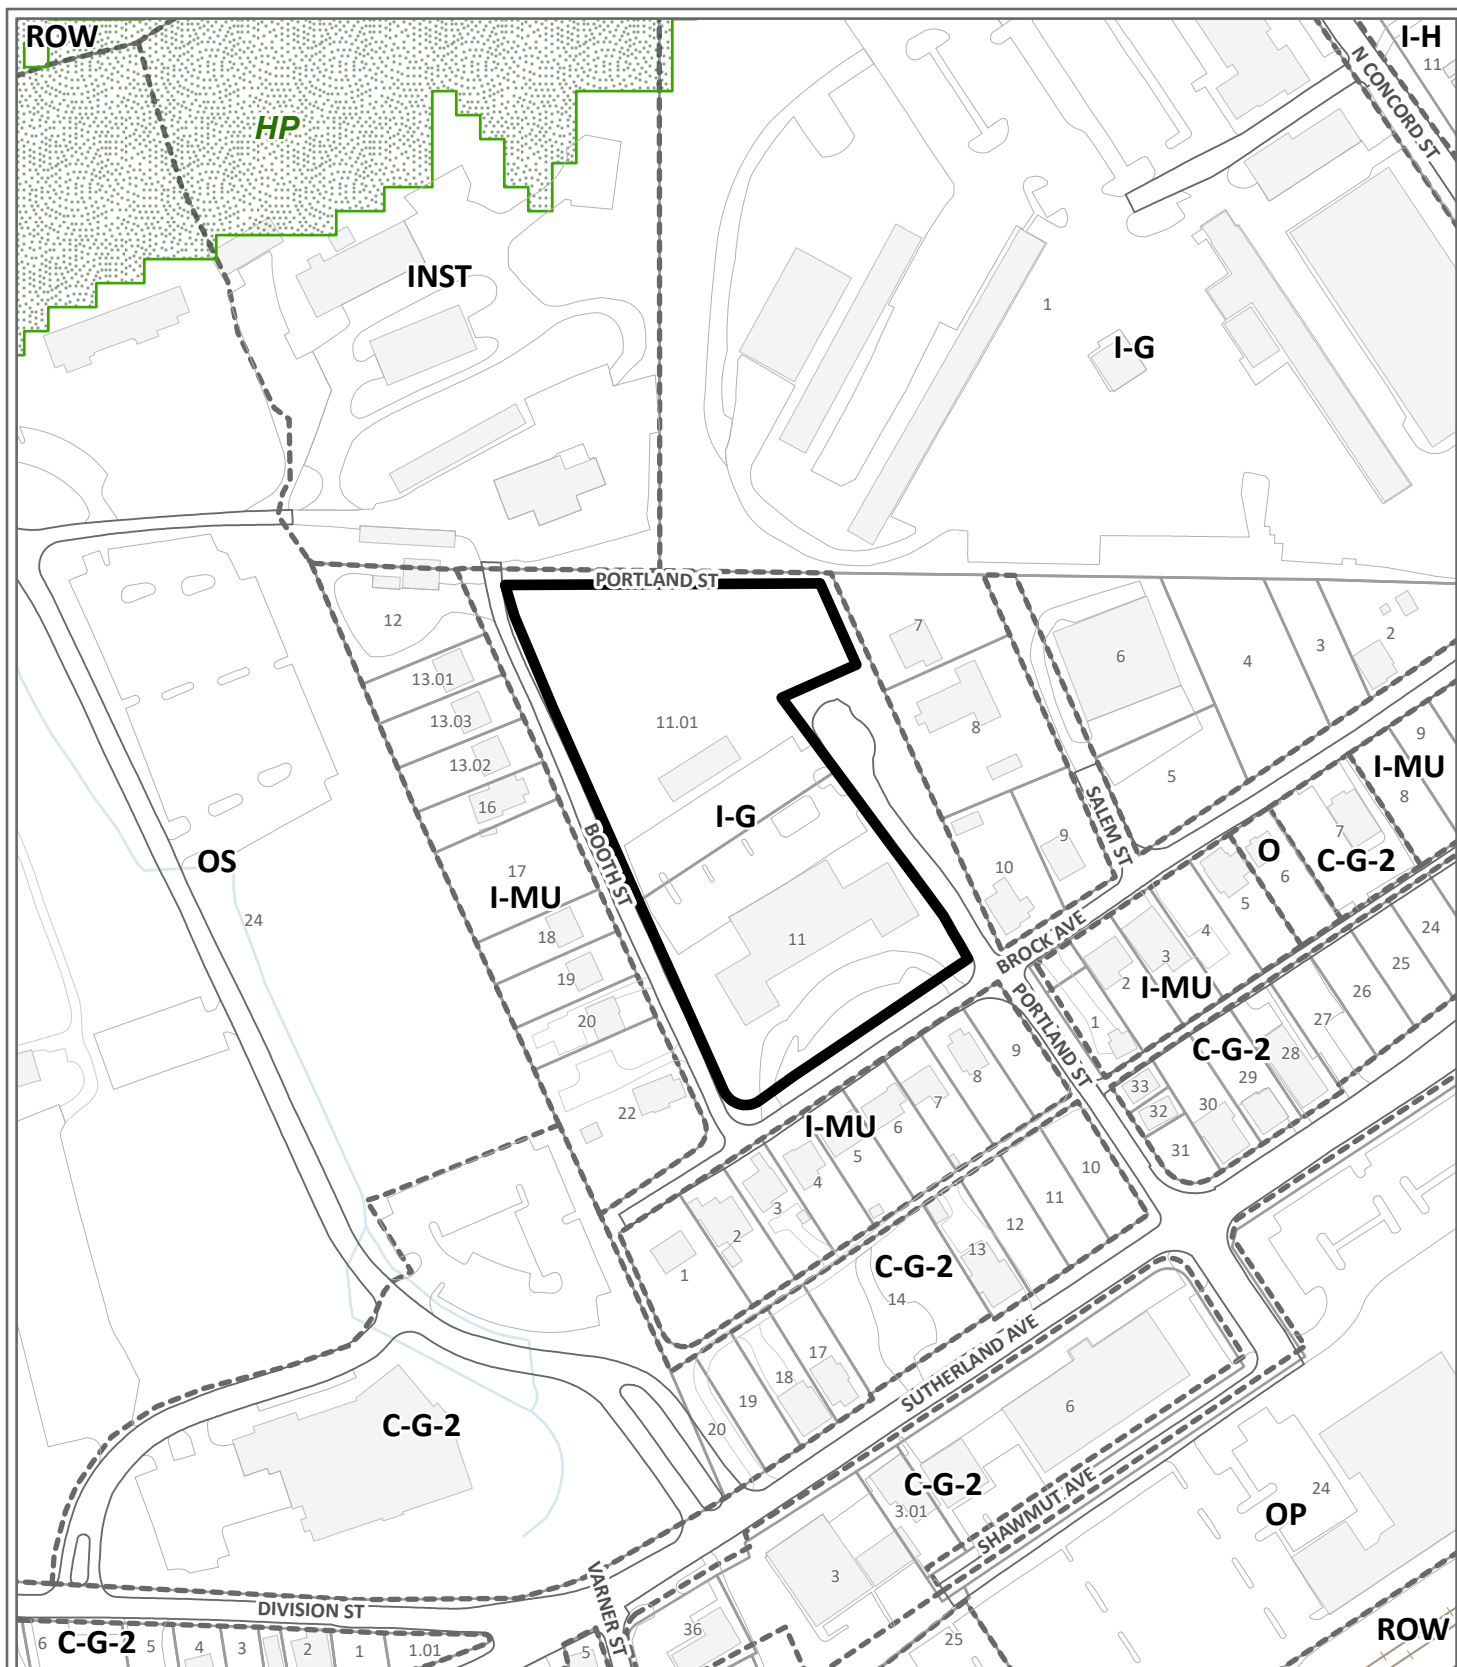 ROW
I-H
11
N CONCORD ST
HP
INST
1
I-G
PORTLAND ST
12
7
6
4
3
2
13.01
13.03
11.01
8
9
13.02
5
I-MU
8
16
I-G
SALEM ST
7
OS
BOOTH ST
9
O
C-G-2
17
10
6
I-MU
5
24
18
11
BROCK AVE
4
24
3
19
2
25
I-MU
26
20
PORTLAND ST
1
27
9
C-G-2
28
8
33
29
22
7
32
30
I-MU
6
5
31
4
10
3
11
2
12
1
C-G-2
13
14
SUTHERLAND AVE
17
18
19
6
20
C-G-2
C-G-2
3.01
SHAWMUT AVE
24
OP
3
VARNER ST
DIVISION ST
36
ROW
6
C-G-2
5
4
3
2
1
1.01
5
25